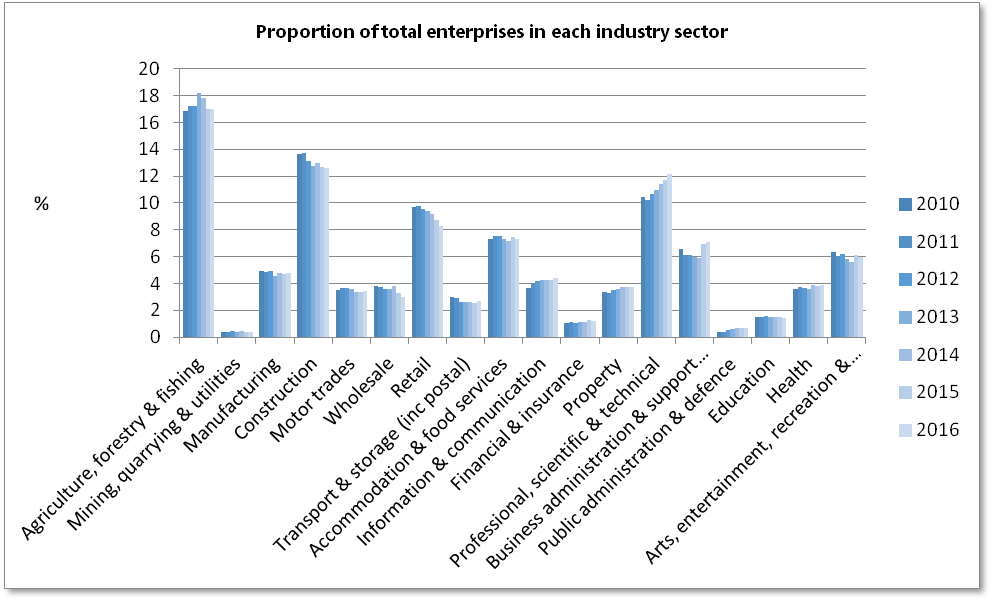 Proportion of total enterprises in each industry sector
20
18
16
14
12
10
8
6
4
2
0
%
Agriculture, forestry & fishing
Mining, quarrying & utilities
Manufacturing
Construction
Motor trades
Wholesale
Retail
Transport & storage (inc postal)
Accommodation & food services
Information & communication
Financial & insurance
Property
Professional, scientific & technical
Business administration & support...
Public administration & defence
Education
Health
Arts, entertainment, recreation &...
2010
2011
2012
2013
2014
2015
2016